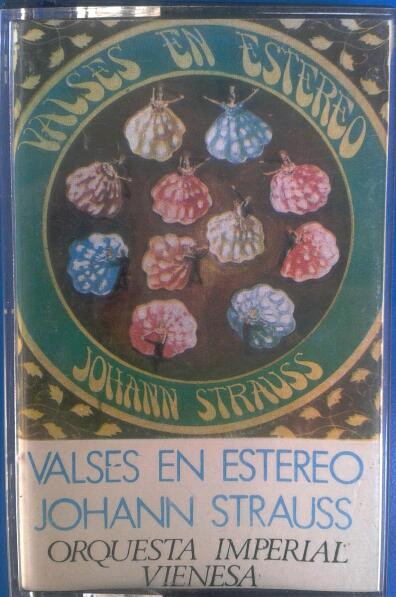 VALSES EN ESTEREO
JOHANN STRAUSS
VALSES EN ESTEREO
JOHANN STRAUSS
ORQUESTA IMPERIAL
VIENESA